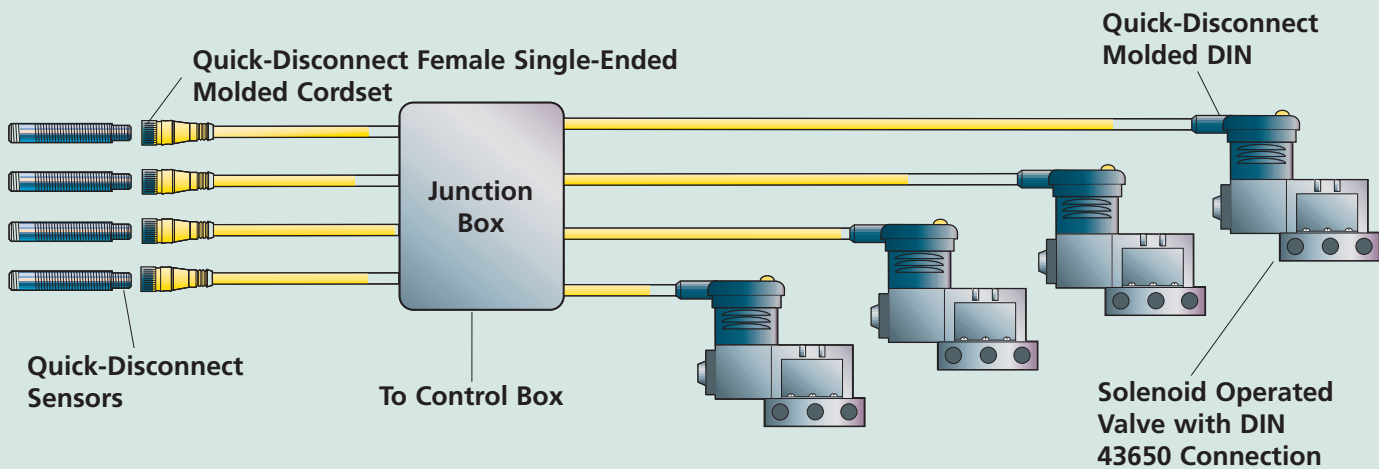 Quick-Disconnect Female Single-Ended
Molded Cordset
Quick-Disconnect
Molded DIN
Junction
Box
Quick-Disconnect
Sensors
To Control Box
Solenoid Operated
Valve with DIN
43650 Connection